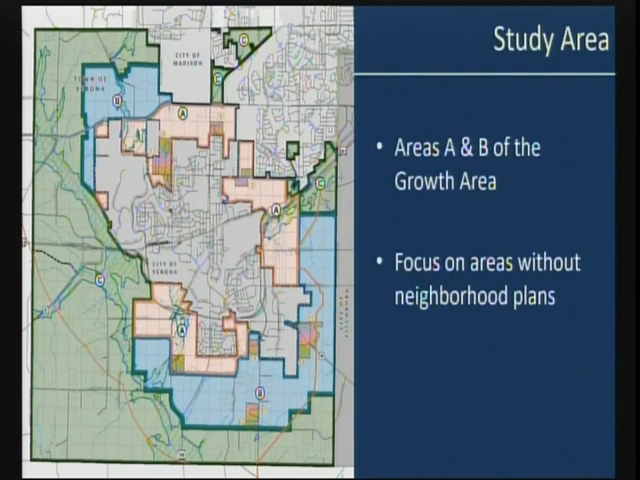 Study Area
• Areas A & B of the
Growth Area
• Focus on areas without
neighborhood plans
CITY OF
MADISON
C
TOWN OF
VERONA
B
C
A
C
A
CITY OF
VERONA
C
A
B